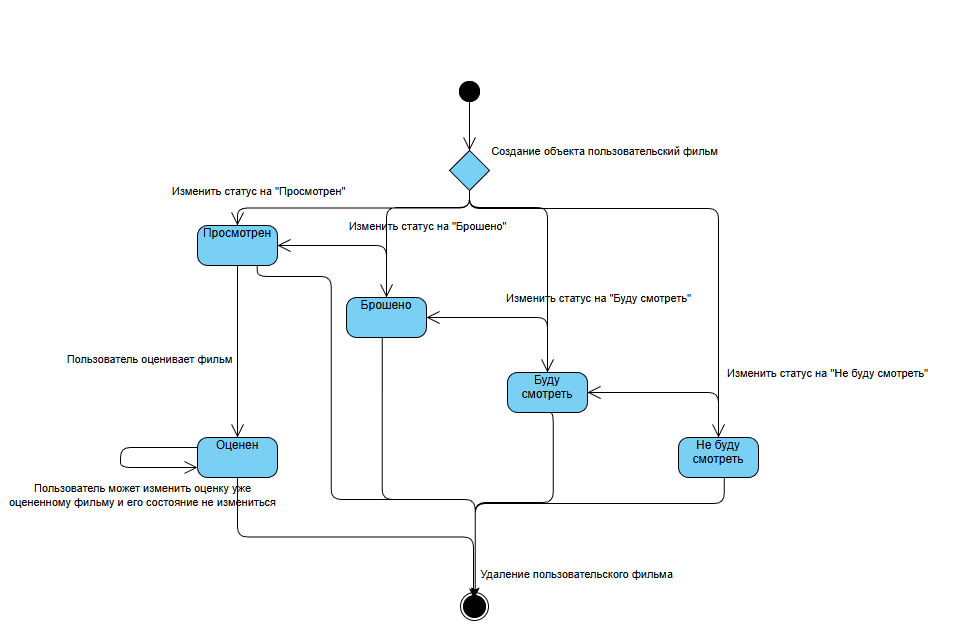 Создание объекта пользовательский фильм
Изменить статус на "Просмотрен"
Изменить статус на "Брошено"
Просмотрен
Изменить статус на "Буду смотреть"
Брошено
Пользователь оценивает фильм
Изменить статус на "Не буду смотреть"
Буду
смотреть
Оценен
Не буду
смотреть
Пользователь может изменить оценку уже
оцененному фильму и его состояние не измениться
Удаление пользовательского фильма